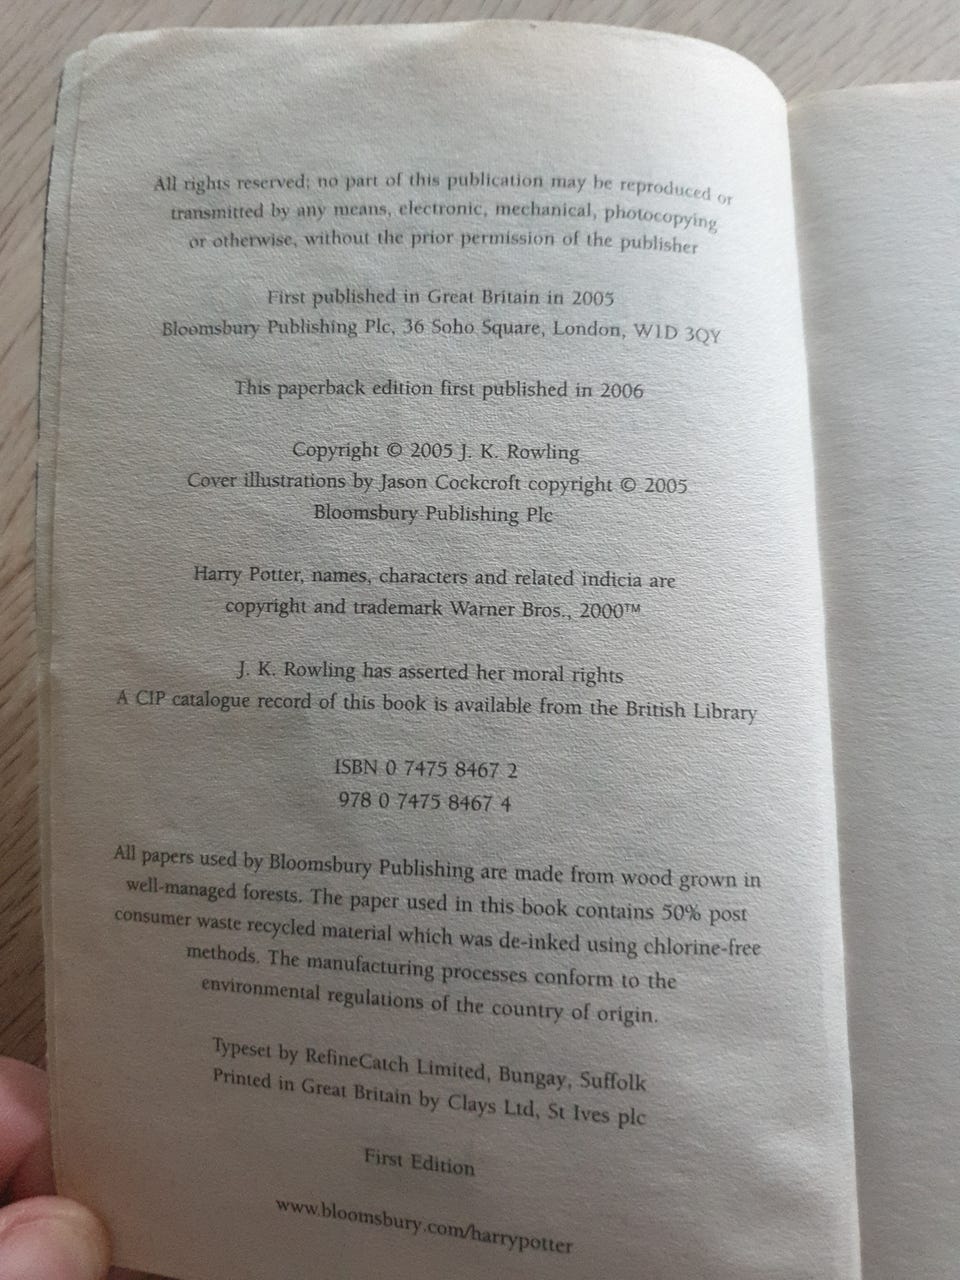 All rights reserved; no part of this publication may be reproduced or
transmitted by any means, electronic, mechanical, photocopying
or otherwise, without the prior permission of the publisher
First published in Great Britain in 2005
Bloomsbury Publishing Plc, 36 Soho Square, London, W1D 3QY
This paperback edition first published in 2006
Copyright © 2005 J. K. Rowling
Cover illustrations by Jason Cockcroft copyright © 2005
Bloomsbury Publishing Plc
Harry Potter, names, characters and related indicia are
copyright and trademark Warner Bros., 2000™
J. K. Rowling has asserted her moral rights
A CIP catalogue record of this book is available from the British Library
ISBN 0 7475 8467 2
978 0 7475 8467 4
All papers used by Bloomsbury Publishing are made from wood grown in
well-managed forests. The paper used in this book contains 50% post
consumer waste recycled material which was de-inked using chlorine-free
methods. The manufacturing processes conform to the
environmental regulations of the country of origin.
Typeset by RefineCatch Limited, Bungay, Suffolk
Printed in Great Britain by Clays Ltd, St Ives plc
First Edition
www.bloomsbury.com/harrypotter